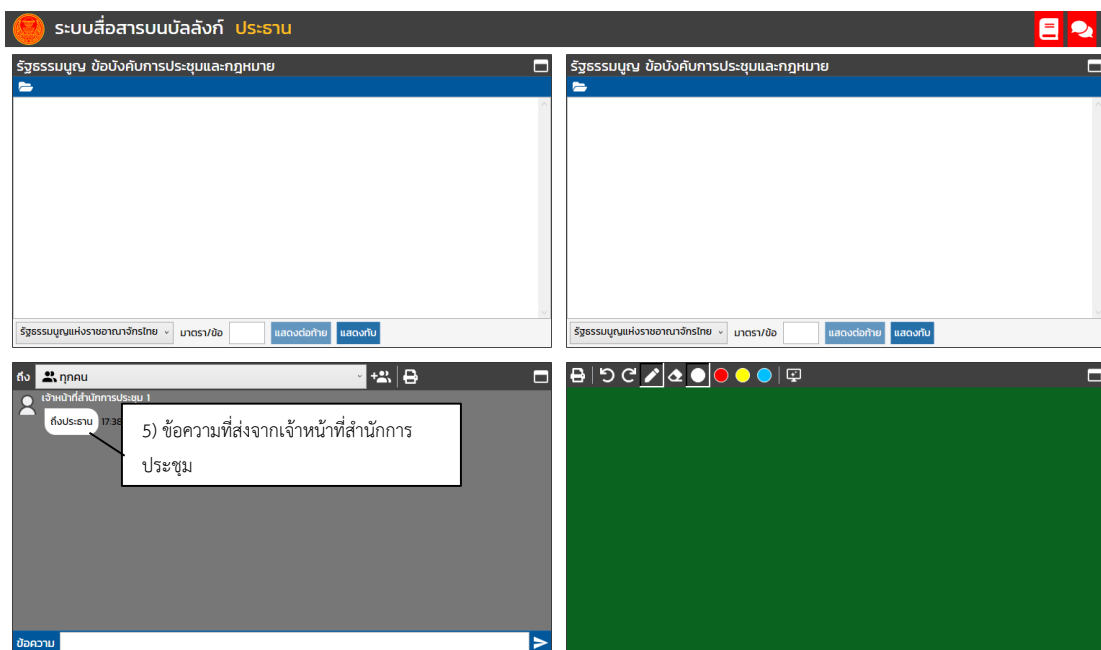 ระบบสื่อสารบนบัลลังก์ ประธาน
รัฐธรรมนูญ ข้อบังคับการประชุมและกฎหมาย
รัฐธรรมนูญแห่งราชอาณาจักรไทย มาตรา/ข้อ แสดงต่อท้าย แสดงทับ
รัฐธรรมนูญ ข้อบังคับการประชุมและกฎหมาย
รัฐธรรมนูญแห่งราชอาณาจักรไทย มาตรา/ข้อ แสดงต่อท้าย แสดงทับ
ถึง ทุกคน
เจ้าหน้าที่สำนักการประชุม 1
ถึงประธาน 17:38
5) ข้อความที่ส่งจากเจ้าหน้าที่สำนักการ
ประชุม
ข้อความ